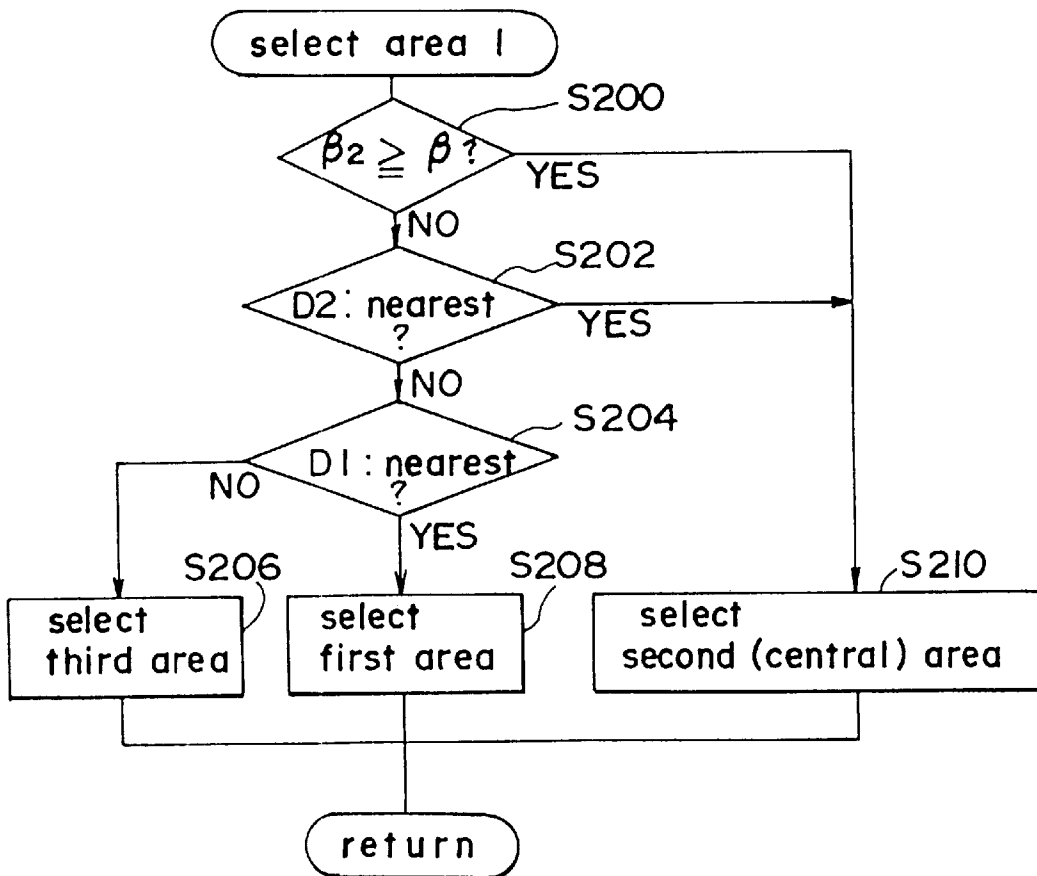 select area 1
S200
β2 ≧ β ?
YES
NO
S202
D2: nearest
?
YES
NO
S204
D1: nearest
?
NO
YES
S206
select
third area
S208
select
first area
S210
select
second (central) area
return